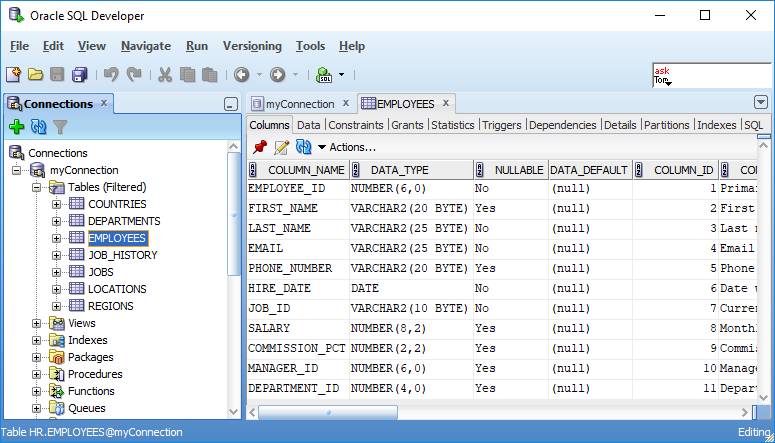 Oracle SQL Developer
File Edit View Navigate Run Versioning Tools Help
SQL
ask
Tom
Connections x
myConnection x EMPLOYEES x
Columns Data Constraints Grants Statistics Triggers Dependencies Details Partitions Indexes SQL
Actions...
Connections
myConnection
Tables (Filtered)
COUNTRIES
DEPARTMENTS
EMPLOYEES
JOB_HISTORY
JOBS
LOCATIONS
REGIONS
Views
Indexes
Packages
Procedures
Functions
Queues
COLUMN_NAME DATA_TYPE NULLABLE DATA_DEFAULT COLUMN_ID CO
EMPLOYEE_ID NUMBER(6,0) No (null) 1 Prima
FIRST_NAME VARCHAR2(20 BYTE) Yes (null) 2 First
LAST_NAME VARCHAR2(25 BYTE) No (null) 3 Last n
EMAIL VARCHAR2(25 BYTE) No (null) 4 Email
PHONE_NUMBER VARCHAR2(20 BYTE) Yes (null) 5 Phone
HIRE_DATE DATE No (null) 6 Date w
JOB_ID VARCHAR2(10 BYTE) No (null) 7 Curre
SALARY NUMBER(8,2) Yes (null) 8 Month
COMMISSION_PCT NUMBER(2,2) Yes (null) 9 Commis
MANAGER_ID NUMBER(6,0) Yes (null) 10 Manag
DEPARTMENT_ID NUMBER(4,0) Yes (null) 11 Depar
Table HR.EMPLOYEES@myConnection Editing